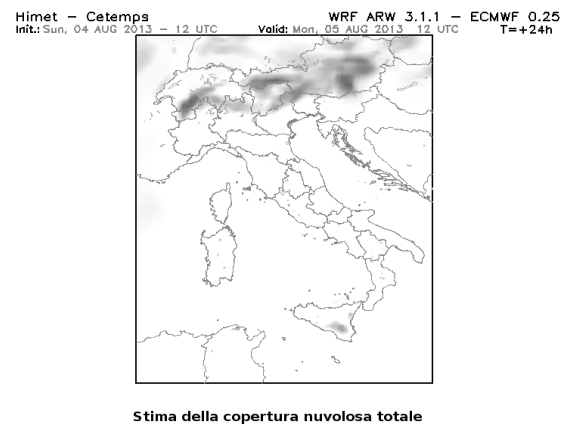 Himet – Cetemps WRF ARW 3.1.1 – ECMWF 0.25
Init.: Sun, 04 AUG 2013 – 12 UTC Valid: Mon, 05 AUG 2013 12 UTC T=+24h
Stima della copertura nuvolosa totale